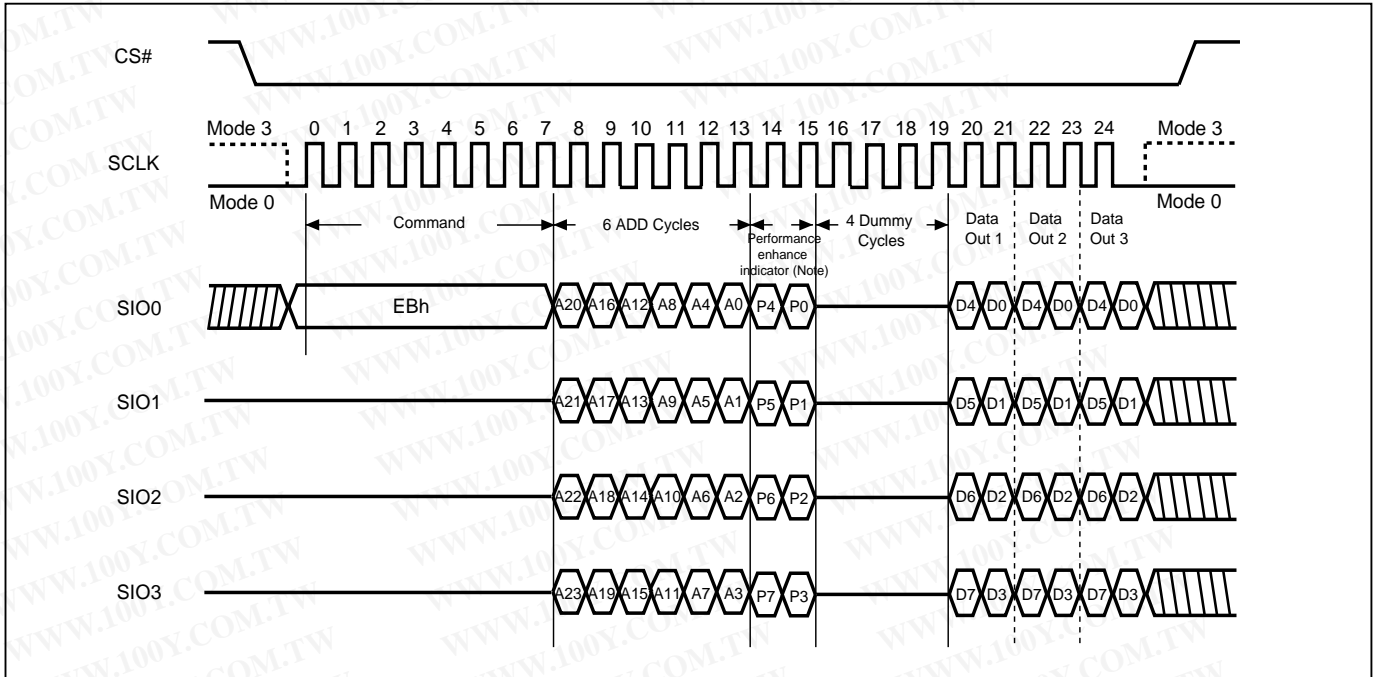 CS#
Mode 3 0 1 2 3 4 5 6 7 8 9 10 11 12 13 14 15 16 17 18 19 20 21 22 23 24 Mode 3
SCLK
Mode 0 Mode 0
Command 6 ADD Cycles Performance enhance indicator (Note) 4 Dummy Cycles Data Out 1 Data Out 2 Data Out 3
SIO0 EBh A20 A16 A12 A8 A4 A0 P4 P0 D4 D0 D4 D0 D4 D0
SIO1 A21 A17 A13 A9 A5 A1 P5 P1 D5 D1 D5 D1 D5 D1
SIO2 A22 A18 A14 A10 A6 A2 P6 P2 D6 D2 D6 D2 D6 D2
SIO3 A23 A19 A15 A11 A7 A3 P7 P3 D7 D3 D7 D3 D7 D3
WWW.100Y.COM.TW